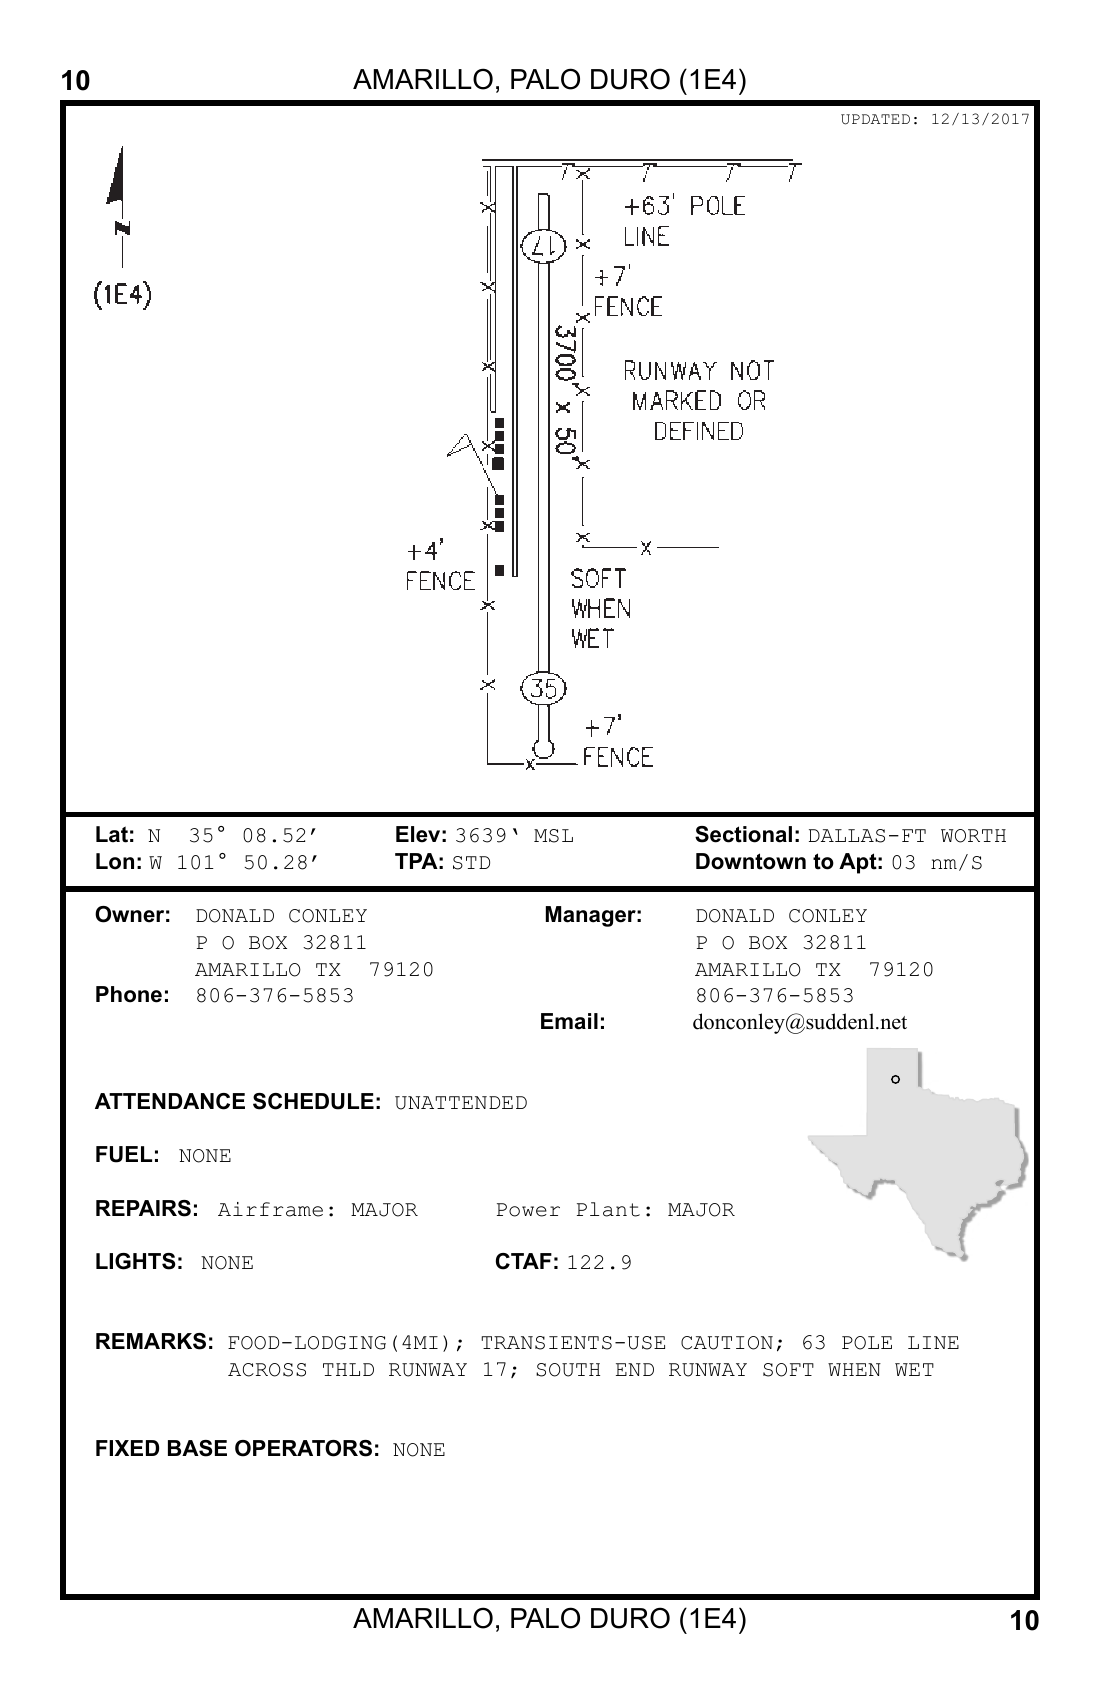 10 AMARILLO, PALO DURO (1E4)
UPDATED: 12/13/2017
N
(1E4)
+63' POLE
LINE
17
+7'
FENCE
3700' x 50'
RUNWAY NOT
MARKED OR
DEFINED
+4'
FENCE
SOFT
WHEN
WET
35
+7'
FENCE
Lat: N 35° 08.52′ Elev: 3639‘ MSL Sectional: DALLAS-FT WORTH
Lon: W 101° 50.28′ TPA: STD Downtown to Apt: 03 nm/S
Owner: DONALD CONLEY Manager: DONALD CONLEY
P O BOX 32811 P O BOX 32811
AMARILLO TX 79120 AMARILLO TX 79120
Phone: 806-376-5853 806-376-5853
Email: donconley@suddenl.net
ATTENDANCE SCHEDULE: UNATTENDED
FUEL: NONE
REPAIRS: Airframe: MAJOR Power Plant: MAJOR
LIGHTS: NONE CTAF: 122.9
REMARKS: FOOD-LODGING(4MI); TRANSIENTS-USE CAUTION; 63 POLE LINE
ACROSS THLD RUNWAY 17; SOUTH END RUNWAY SOFT WHEN WET
FIXED BASE OPERATORS: NONE
AMARILLO, PALO DURO (1E4) 10